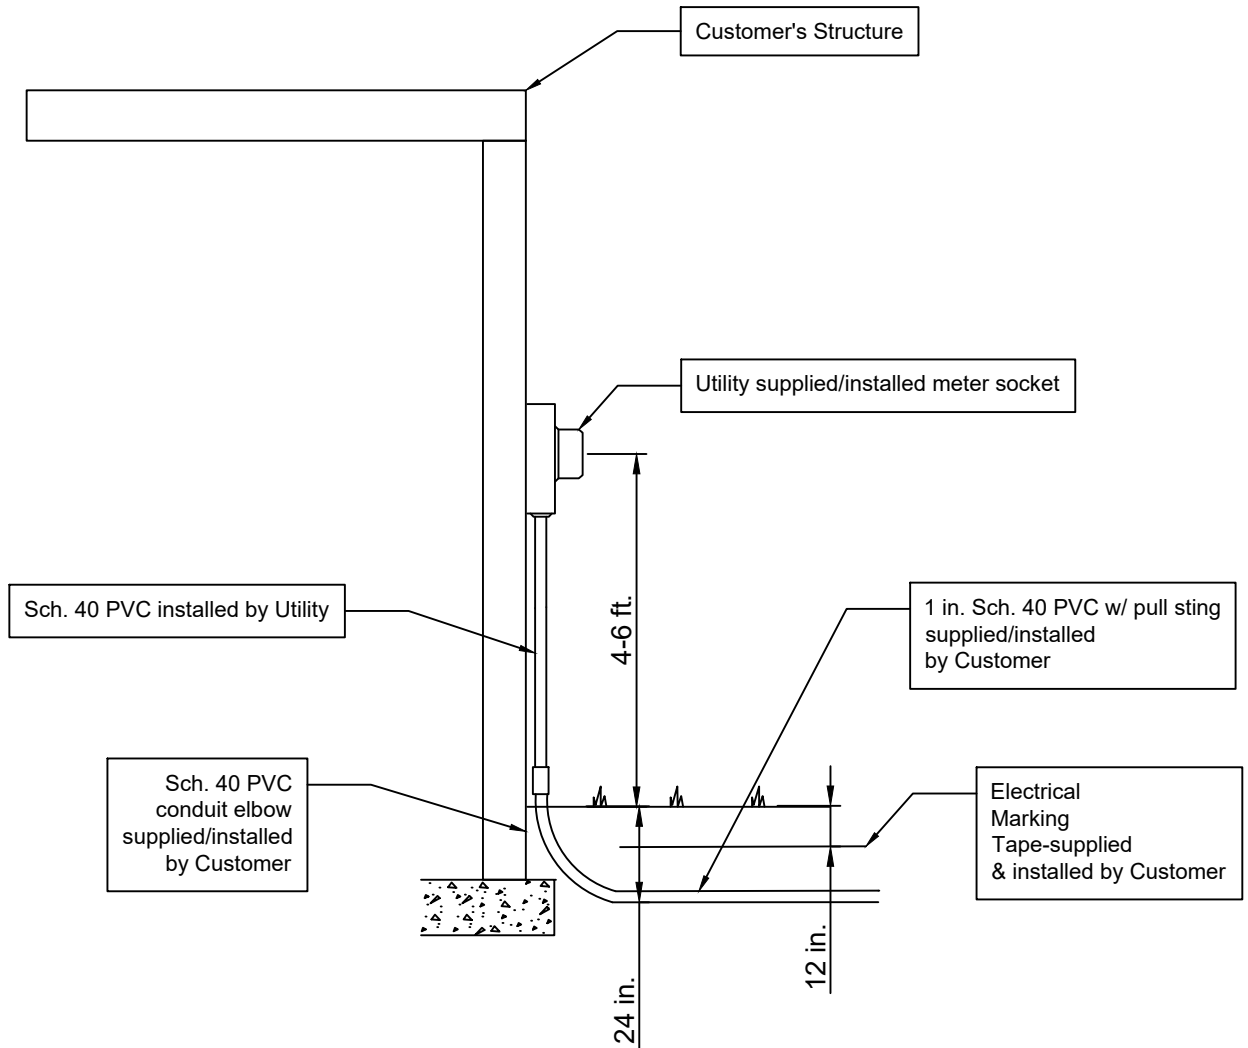 Customer's Structure
Utility supplied/installed meter socket
Sch. 40 PVC installed by Utility
4-6 ft.
1 in. Sch. 40 PVC w/ pull sting
supplied/installed
by Customer
Sch. 40 PVC
conduit elbow
supplied/installed
by Customer
Electrical
Marking
Tape-supplied
& installed by Customer
12 in.
24 in.